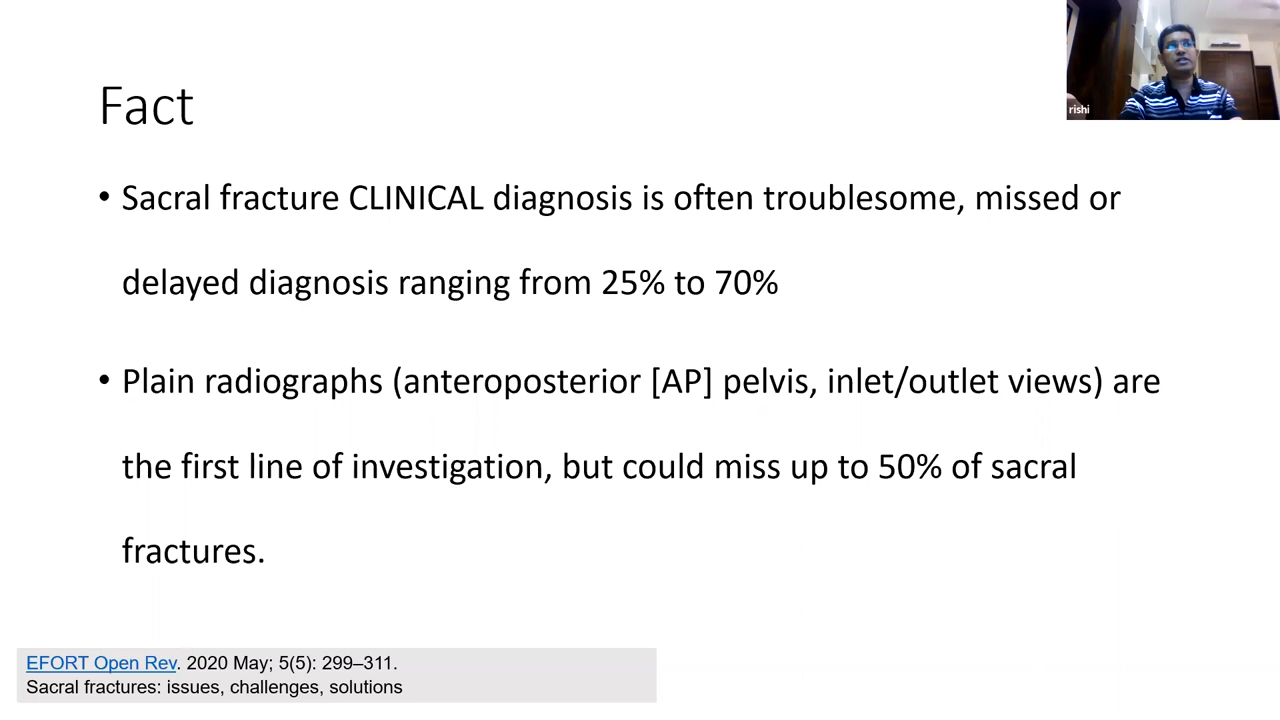 rishi
Fact
• Sacral fracture CLINICAL diagnosis is often troublesome, missed or
delayed diagnosis ranging from 25% to 70%
• Plain radiographs (anteroposterior [AP] pelvis, inlet/outlet views) are
the first line of investigation, but could miss up to 50% of sacral
fractures.
EFORT Open Rev. 2020 May; 5(5): 299–311.
Sacral fractures: issues, challenges, solutions